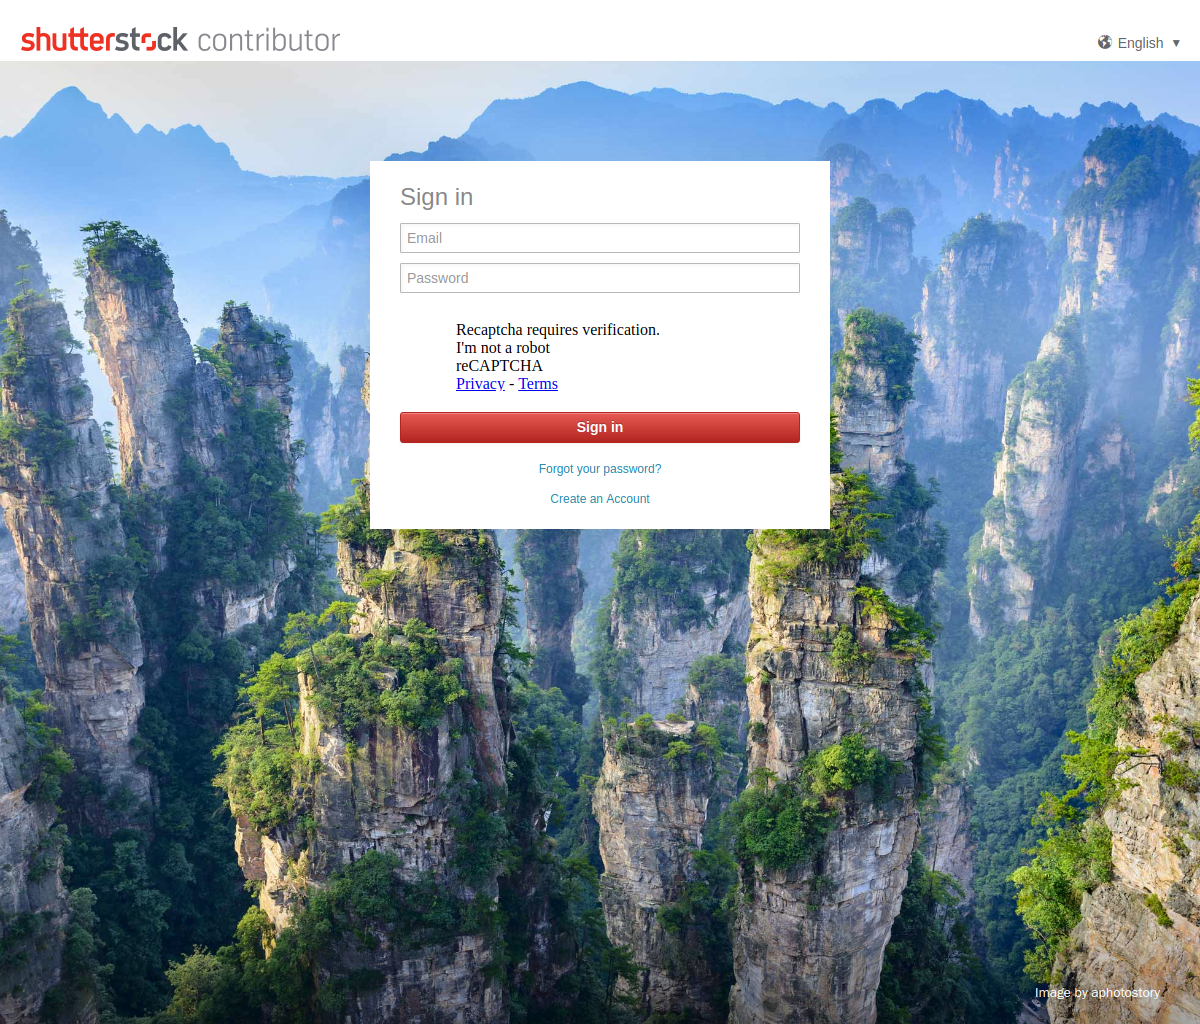 shutterstock contributor
English ▼
Sign in
Email
Password
Recaptcha requires verification.
I'm not a robot
reCAPTCHA
Privacy - Terms
Sign in
Forgot your password?
Create an Account
Image by aphotostory